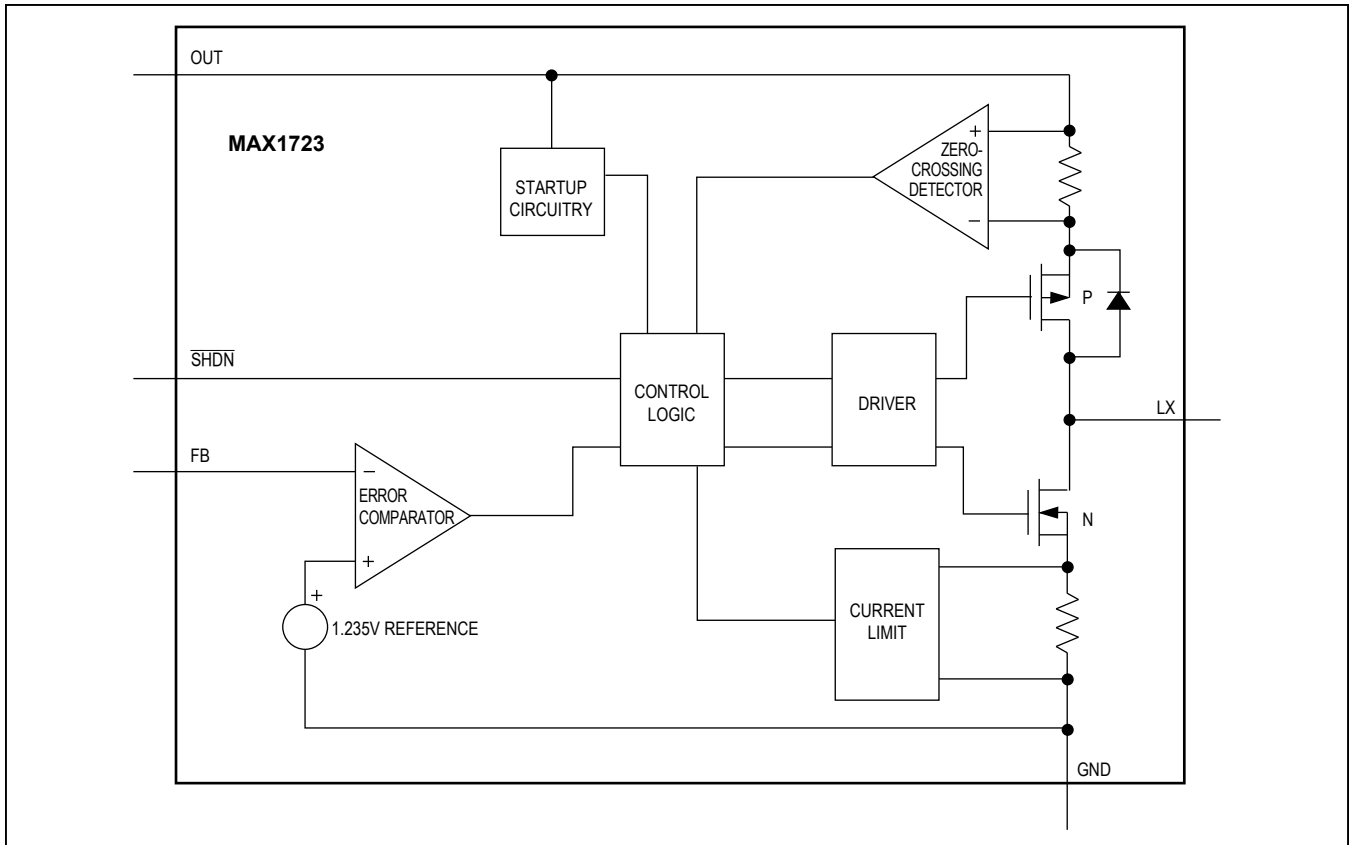 OUT
MAX1723
STARTUP
CIRCUITRY
+
ZERO-
CROSSING
DETECTOR
−
P
S̅H̅D̅N̅
CONTROL
LOGIC
DRIVER
LX
FB
−
ERROR
COMPARATOR
+
N
+
1.235V REFERENCE
CURRENT
LIMIT
GND